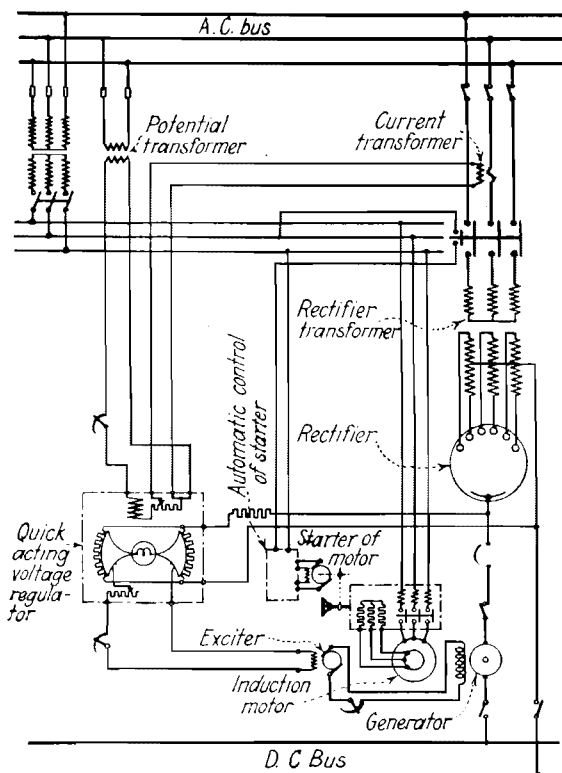 A.C. bus
Potential
transformer
Current
transformer
Rectifier
transformer
Rectifier
Automatic control
of starter
Quick
acting
voltage
regula-
tor
Starter of
motor
Exciter
Induction
motor
Generator
D.C Bus